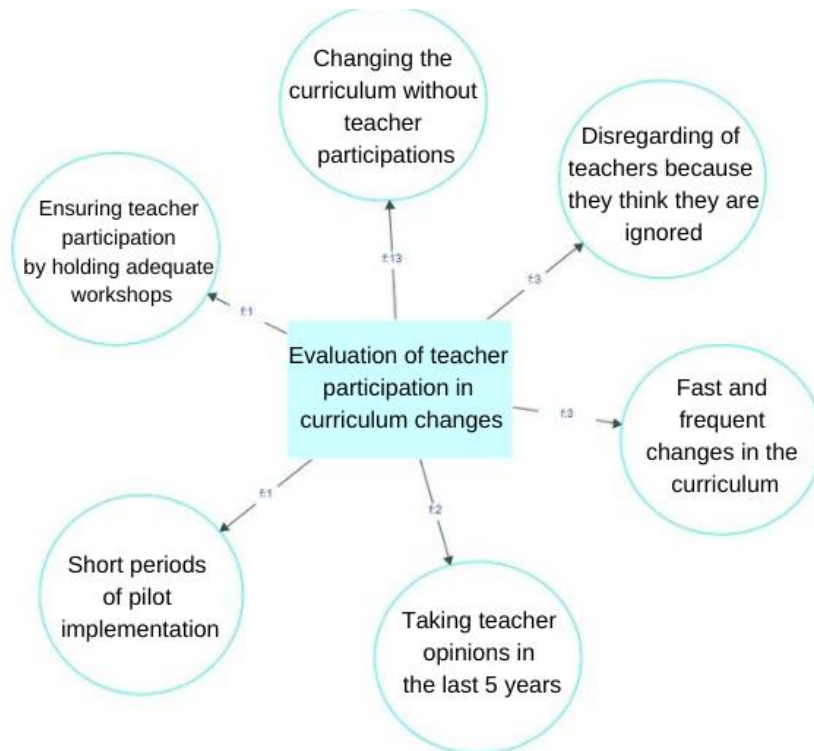 Changing the
curriculum without
teacher
participations
Disregarding of
teachers because
they think they are
ignored
Ensuring teacher
participation
by holding adequate
workshops
f:13
f:3
f:1
Evaluation of teacher
participation in
curriculum changes
Fast and
frequent
changes in the
curriculum
f:3
f:1
f:2
Short periods
of pilot
implementation
Taking teacher
opinions in
the last 5 years